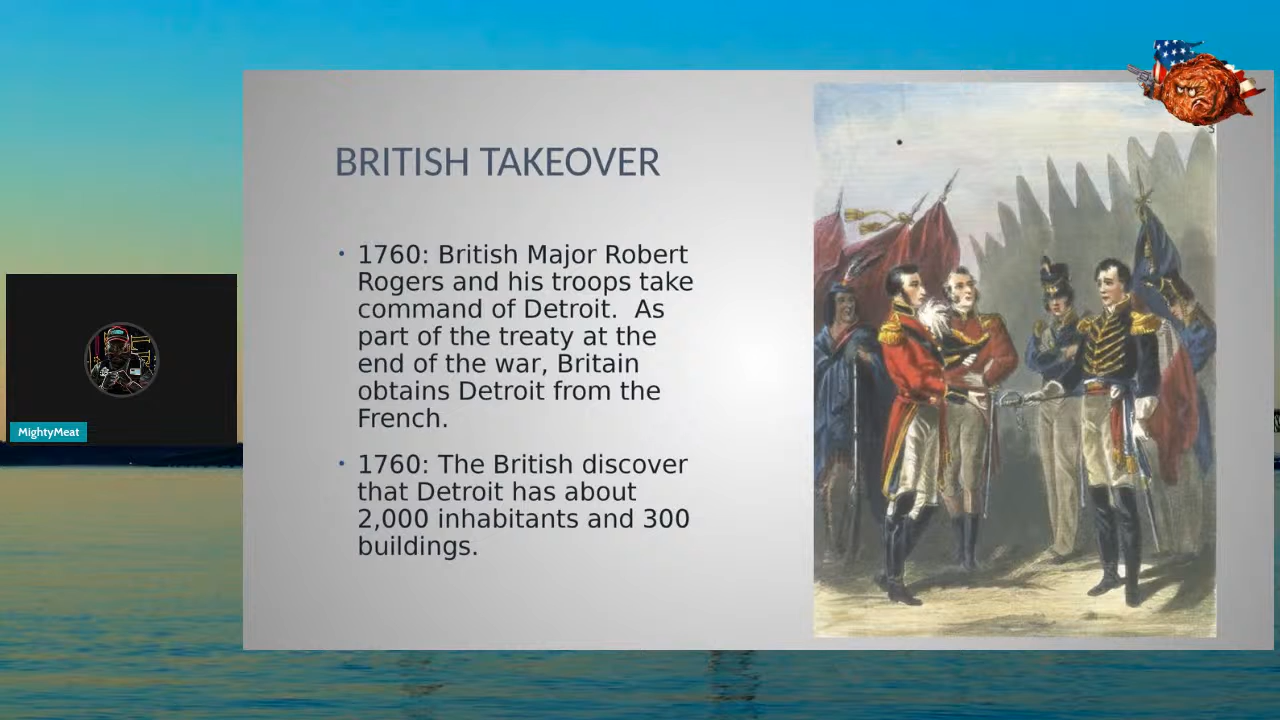 BRITISH TAKEOVER
• 1760: British Major Robert
Rogers and his troops take
command of Detroit.  As
part of the treaty at the
end of the war, Britain
obtains Detroit from the
French.
• 1760: The British discover
that Detroit has about
2,000 inhabitants and 300
buildings.
MightyMeat